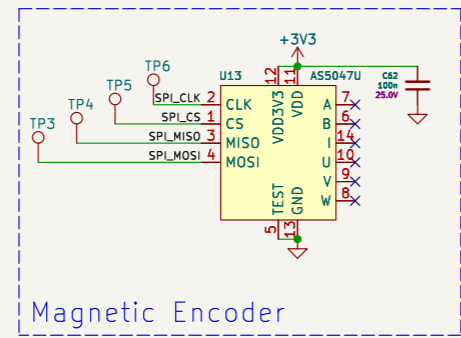 +3V3
TP6
U13
12
11
AS5047U
C62
100n
25.0V
TP5
SPI_CLK
2
CLK
VDD3V3
VDD
A
7
TP4
SPI_CS
1
CS
B
6
TP3
SPI_MISO
3
MISO
I
14
SPI_MOSI
4
MOSI
U
10
V
9
W
8
TEST
GND
5
13
Magnetic Encoder